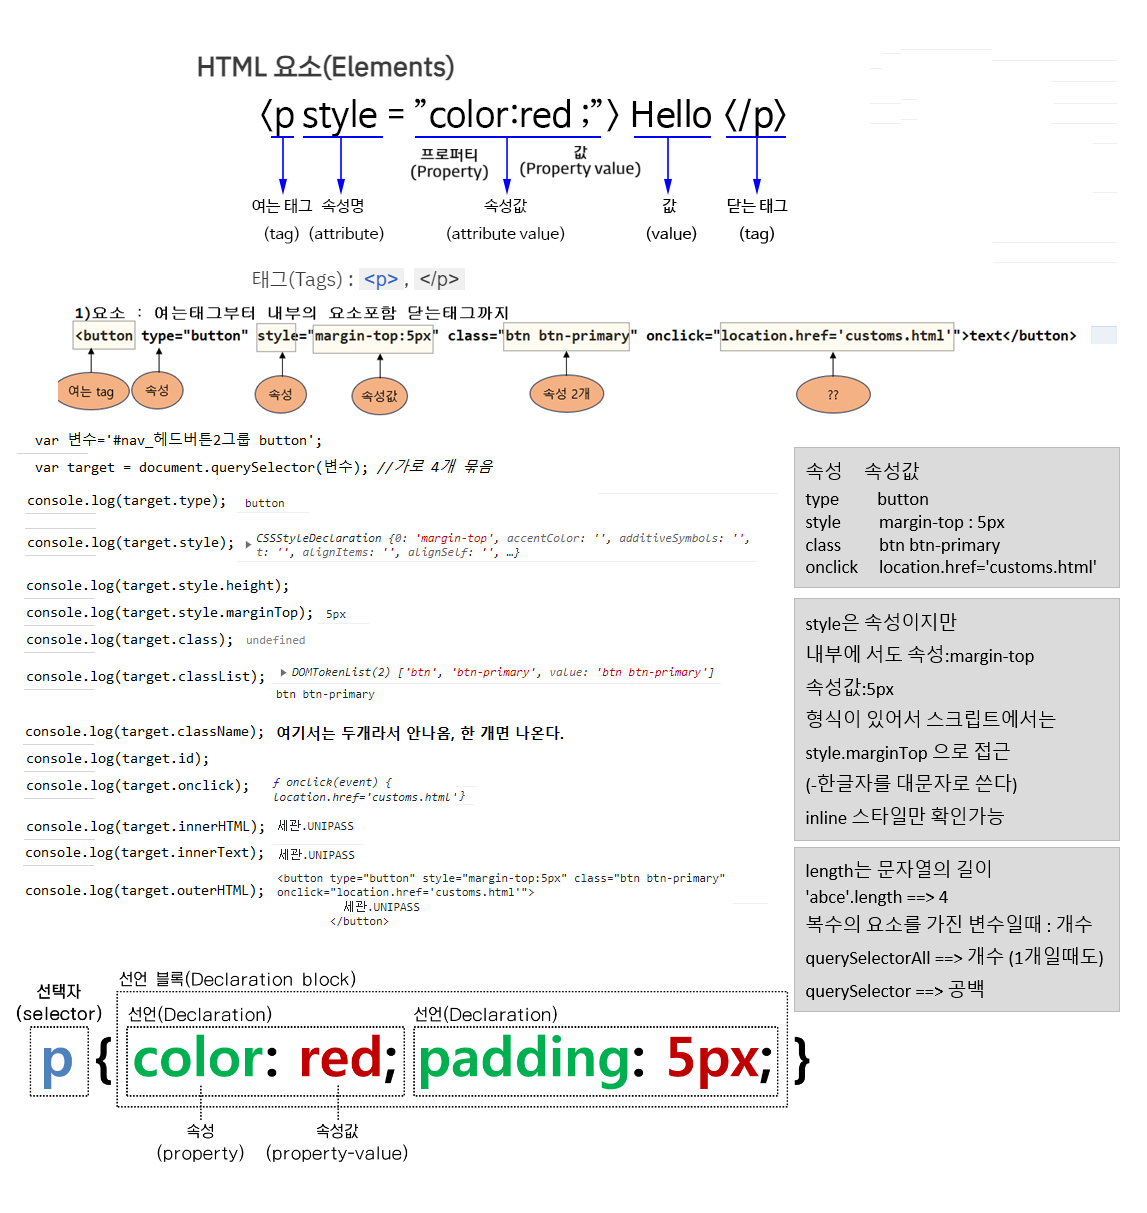 HTML 요소(Elements)
<p style = ”color:red ;”> Hello </p>
프로퍼티 값
(Property) (Property value)
여는 태그 속성명 속성값 값 닫는 태그
(tag) (attribute) (attribute value) (value) (tag)
태그(Tags) : <p>, </p>
1)요소 : 여는태그부터 내부의 요소포함 닫는태그까지
<button type="button" style="margin-top:5px" class="btn btn-primary" onclick="location.href='customs.html'">text</button>
여는 tag 속성 속성 속성값 속성 2개 ??
var 변수='#nav_헤드버튼2그룹 button';
var target = document.querySelector(변수); //가로 4개 묶음
console.log(target.type); button
console.log(target.style); ▶ CSSStyleDeclaration {0: 'margin-top', accentColor: '', additiveSymbols: '',
t: '', alignItems: '', alignSelf: '', …}
console.log(target.style.height);
console.log(target.style.marginTop); 5px
console.log(target.class); undefined
console.log(target.classList); ▶ DOMTokenList(2) ['btn', 'btn-primary', value: 'btn btn-primary']
btn btn-primary
console.log(target.className); 여기서는 두개라서 안나옴, 한 개면 나온다.
console.log(target.id);
console.log(target.onclick); ƒ onclick(event) {
location.href='customs.html'}
console.log(target.innerHTML); 세관.UNIPASS
console.log(target.innerText); 세관.UNIPASS
console.log(target.outerHTML); <button type="button" style="margin-top:5px" class="btn btn-primary"
onclick="location.href='customs.html'">
세관.UNIPASS
</button>
속성 속성값
type button
style margin-top : 5px
class btn btn-primary
onclick location.href='customs.html'
style은 속성이지만
내부에 서도 속성:margin-top
속성값:5px
형식이 있어서 스크립트에서는
style.marginTop 으로 접근
(-한글자를 대문자로 쓴다)
inline 스타일만 확인가능
length는 문자열의 길이
'abce'.length ==> 4
복수의 요소를 가진 변수일때 : 개수
querySelectorAll ==> 개수 (1개일때도)
querySelector ==> 공백
선언 블록(Declaration block)
선택자
(selector) 선언(Declaration) 선언(Declaration)
p { color: red; padding: 5px; }
속성 속성값
(property) (property-value)